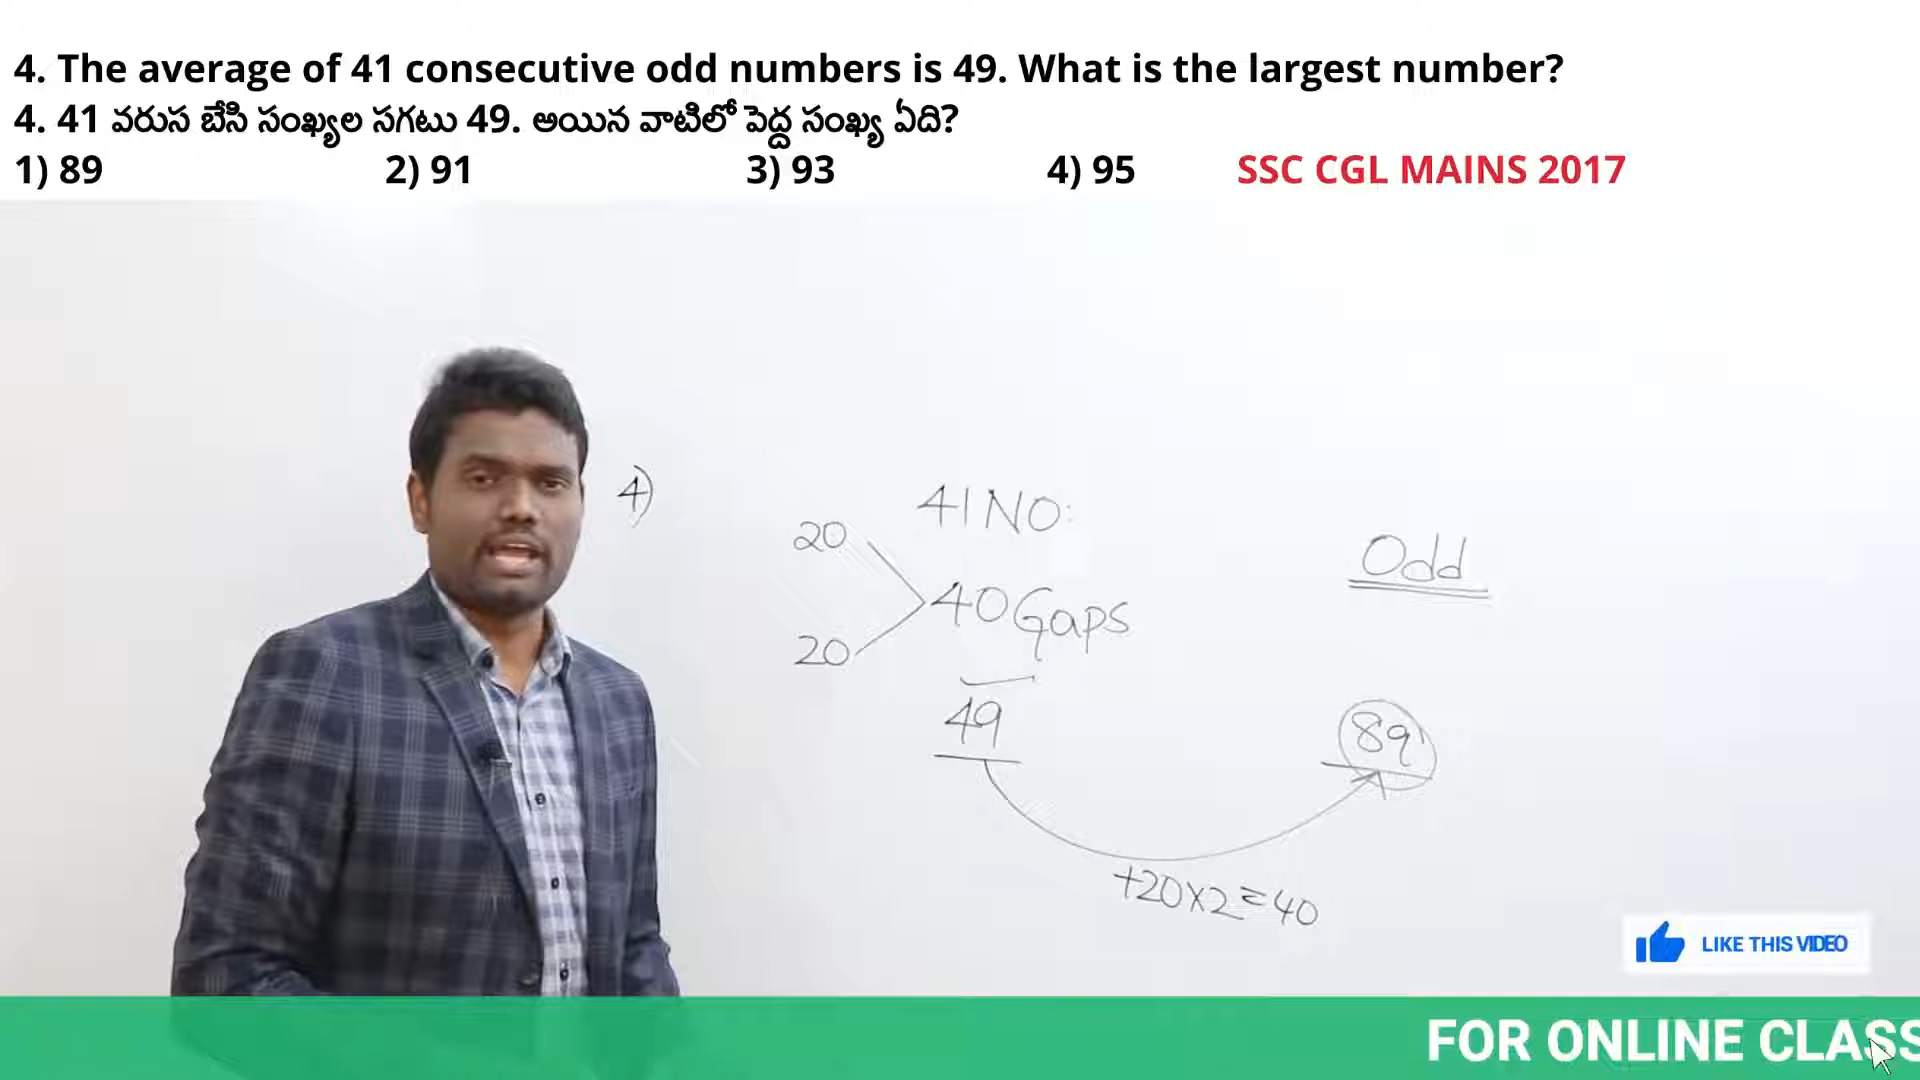 4. The average of 41 consecutive odd numbers is 49. What is the largest number?
4. 41 వరుస బేసి సంఖ్యల సగటు 49. అయిన వాటిలో పెద్ద సంఖ్య ఏది?
1) 89 2) 91 3) 93 4) 95 SSC CGL MAINS 2017
4)
41 NO:
20
Odd
40 Gaps
20
49
89
+20×2=40
LIKE THIS VIDEO
FOR ONLINE CLASS